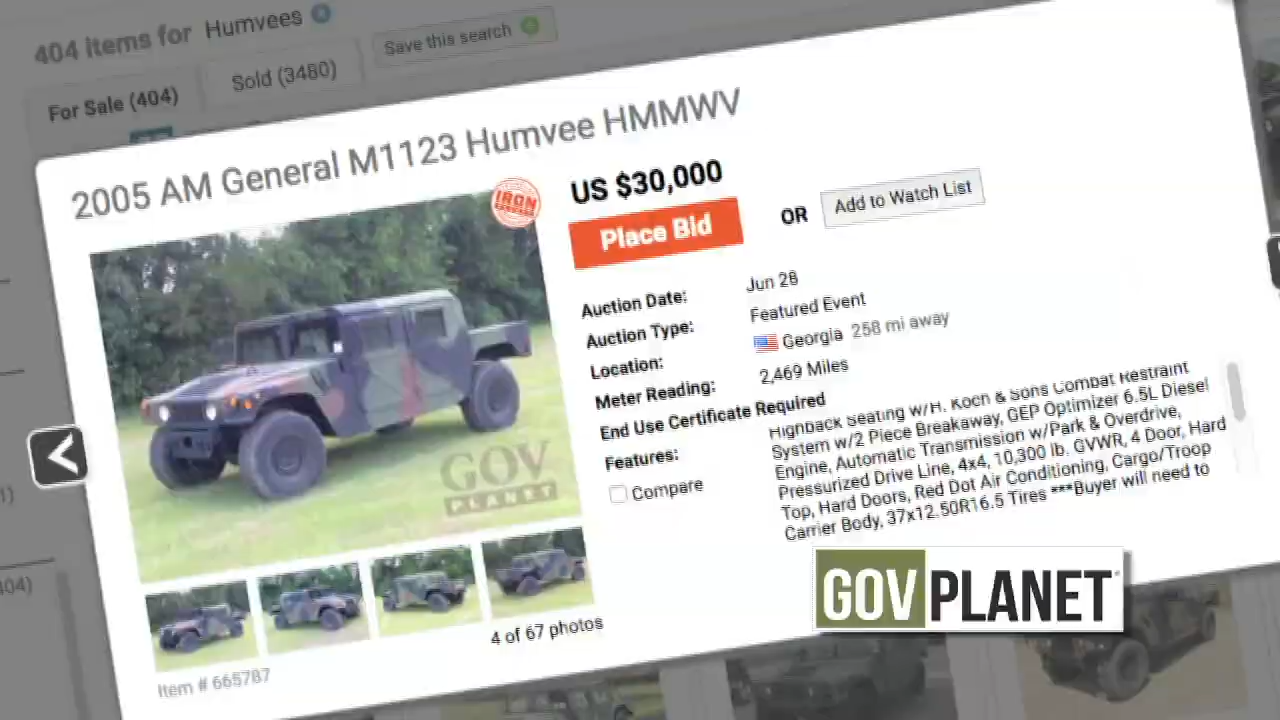 404 items for Humvees
Save this search
For Sale (404)
Sold (3480)
2005 AM General M1123 Humvee HMMWV
IRON
US $30,000
Place Bid
OR
Add to Watch List
Auction Date: Jun 28
Auction Type: Featured Event
Location: Georgia 258 mi away
Meter Reading: 2,469 Miles
End Use Certificate Required
Features:
Highback Seating w/H. Koch & Sons Combat Restraint
System w/2 Piece Breakaway, GEP Optimizer 6.5L Diesel
Engine, Automatic Transmission w/Park & Overdrive,
Pressurized Drive Line, 4x4, 10,300 lb. GVWR, 4 Door, Hard
Top, Hard Doors, Red Dot Air Conditioning, Cargo/Troop
Carrier Body, 37x12.50R16.5 Tires ***Buyer will need to
Compare
GOV
PLANET
4 of 67 photos
Item # 665787
GOVPLANET
404)
1)